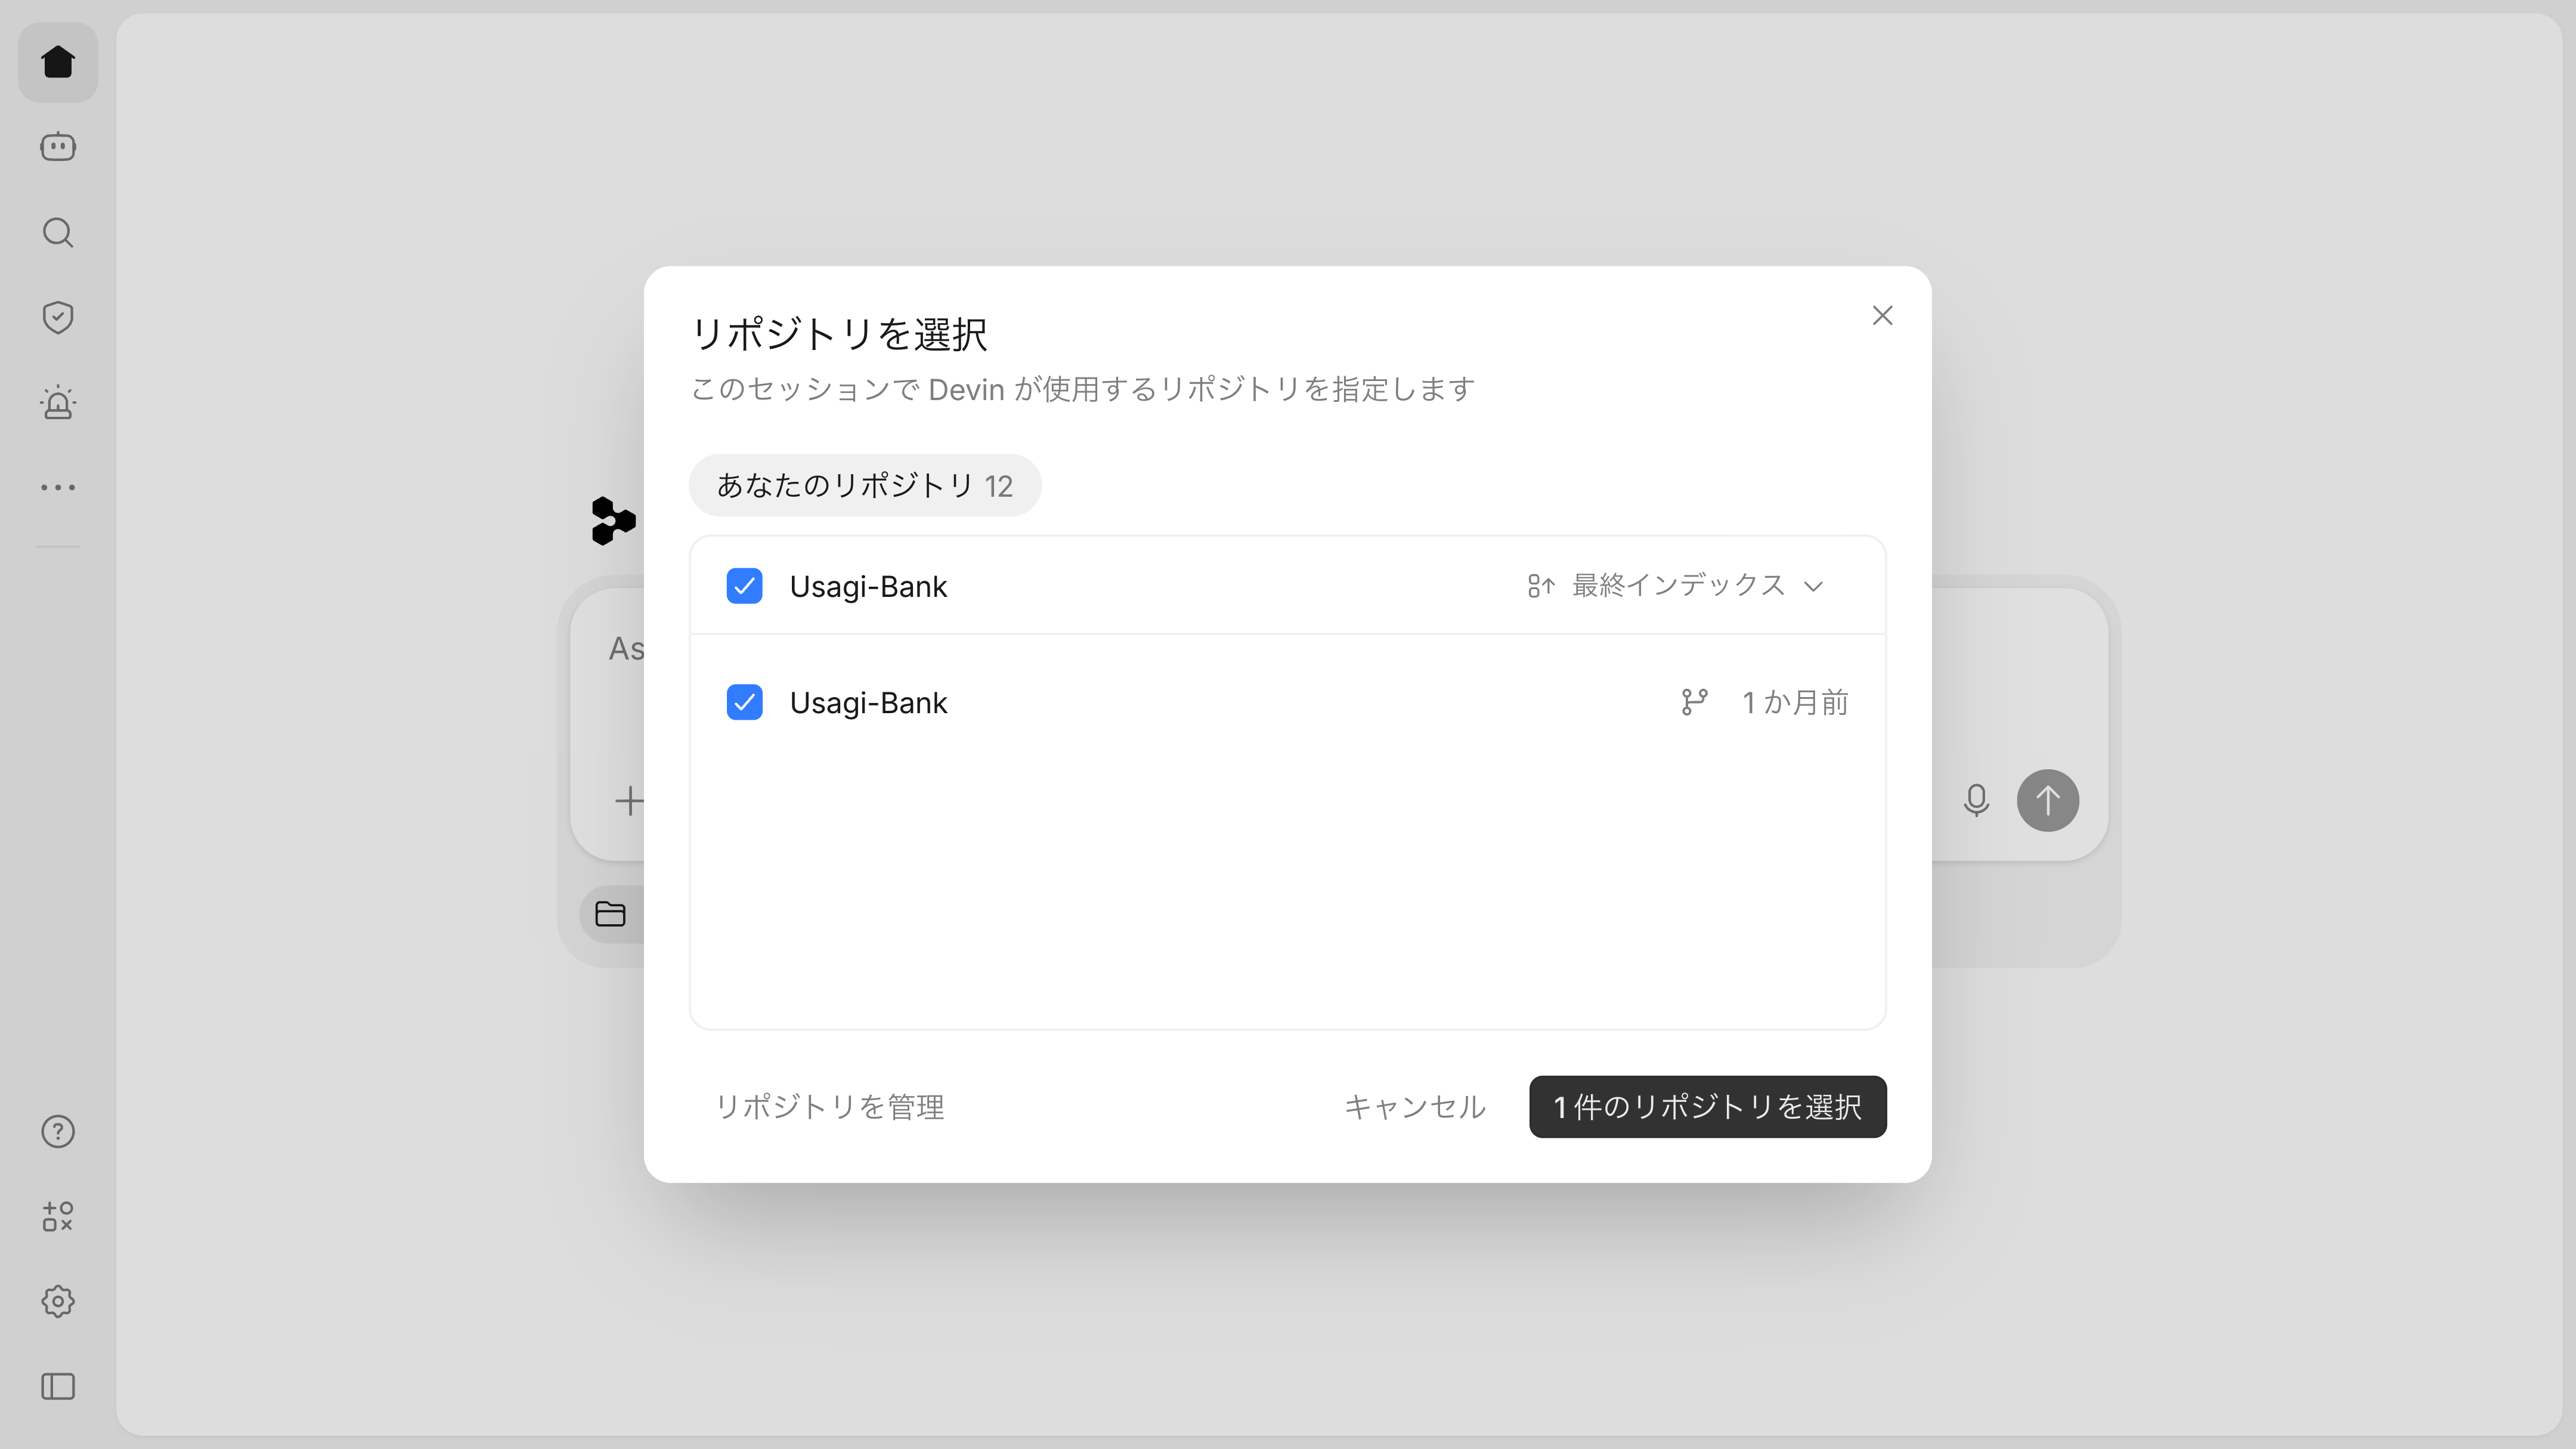 リポジトリを選択
このセッションで Devin が使用するリポジトリを指定します
あなたのリポジトリ 12
Usagi-Bank 最終インデックス
As
Usagi-Bank 1 か月前
リポジトリを管理 キャンセル 1 件のリポジトリを選択